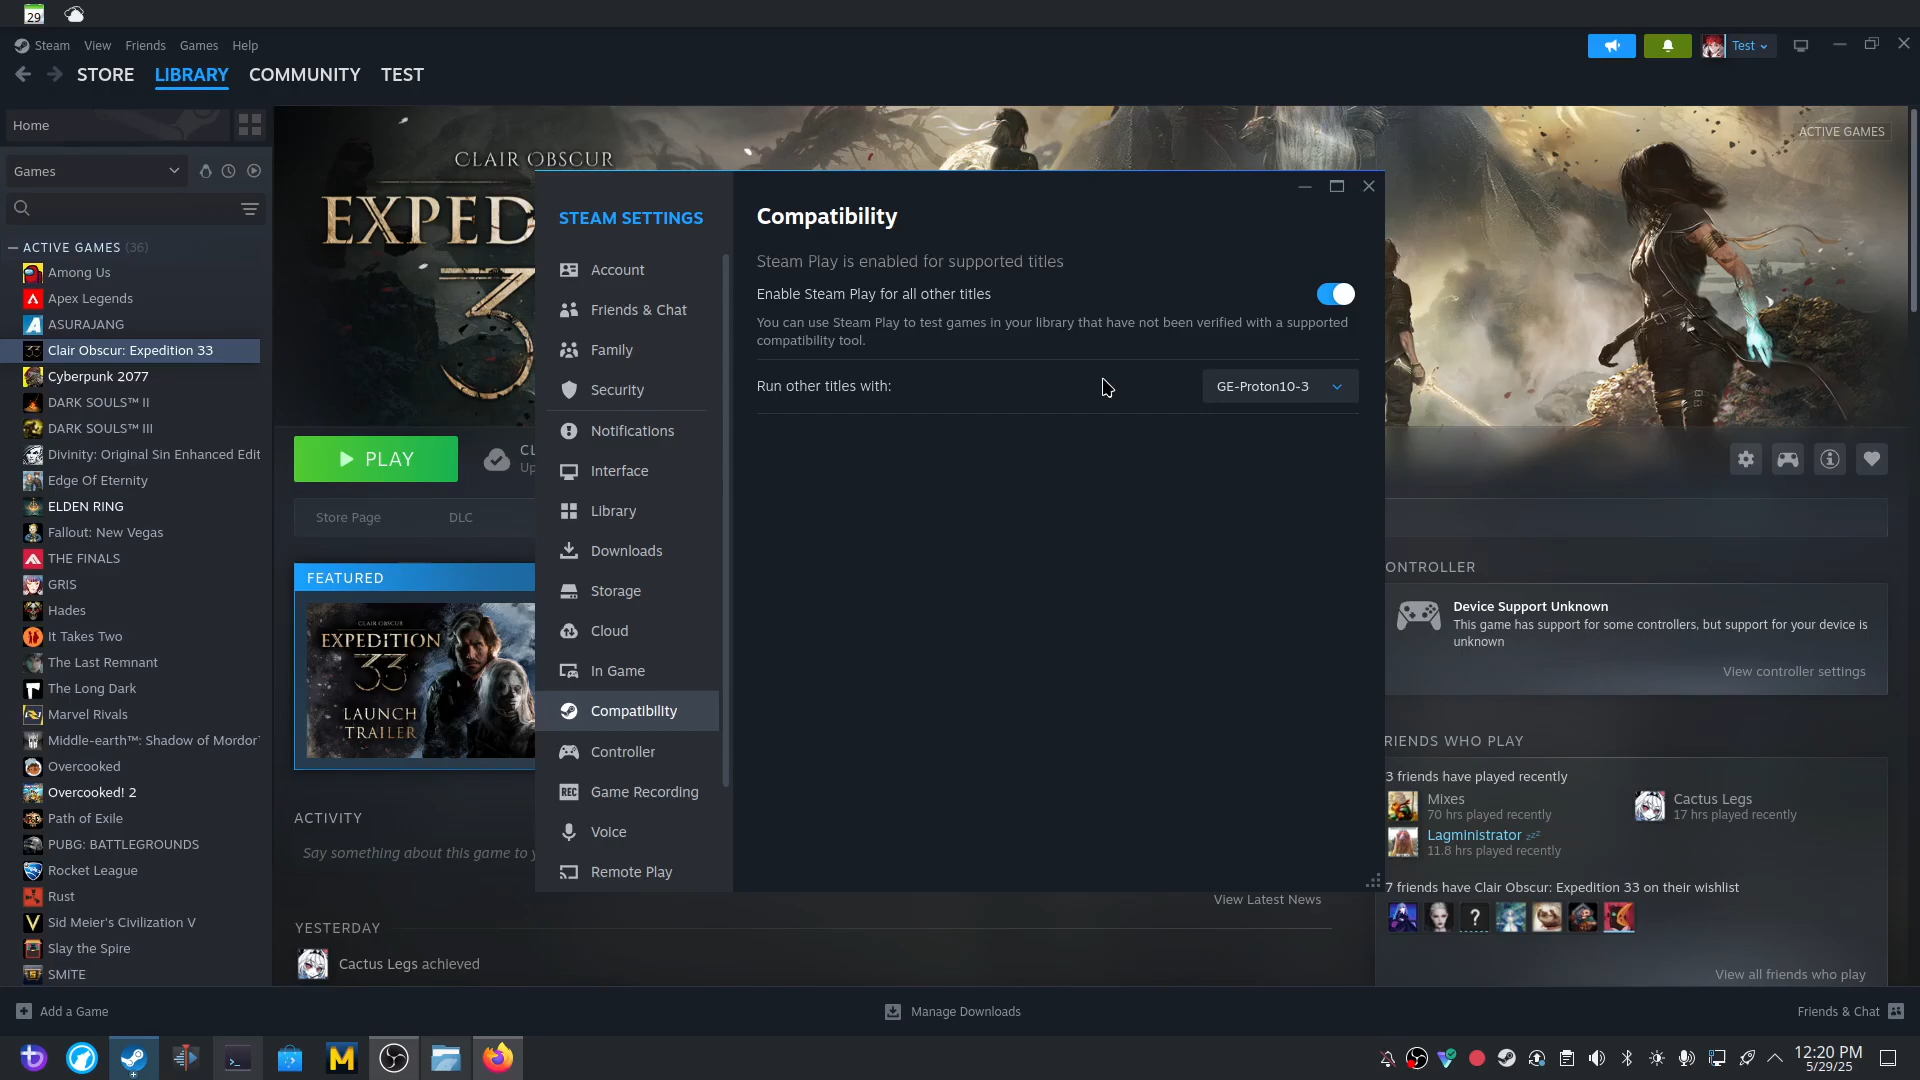 29
Steam View Friends Games Help
Test
STORE LIBRARY COMMUNITY TEST
Home
Games
ACTIVE GAMES (36)
Among Us
Apex Legends
ASURAJANG
Clair Obscur: Expedition 33
Cyberpunk 2077
DARK SOULS™ II
DARK SOULS™ III
Divinity: Original Sin Enhanced Edit
Edge Of Eternity
ELDEN RING
Fallout: New Vegas
THE FINALS
GRIS
Hades
It Takes Two
The Last Remnant
The Long Dark
Marvel Rivals
Middle-earth™: Shadow of Mordor
Overcooked
Overcooked! 2
Path of Exile
PUBG: BATTLEGROUNDS
Rocket League
Rust
Sid Meier's Civilization V
Slay the Spire
SMITE
ACTIVE GAMES
CLAIR OBSCUR
EXPED
33
PLAY
CL
Up
Store Page DLC
FEATURED
CLAIR OBSCUR
EXPEDITION
33
LAUNCH
TRAILER
ACTIVITY
Say something about this game to y
View Latest News
YESTERDAY
Cactus Legs achieved
STEAM SETTINGS
Account
Friends & Chat
Family
Security
Notifications
Interface
Library
Downloads
Storage
Cloud
In Game
Compatibility
Controller
REC Game Recording
Voice
Remote Play
Compatibility
Steam Play is enabled for supported titles
Enable Steam Play for all other titles
You can use Steam Play to test games in your library that have not been verified with a supported
compatibility tool.
Run other titles with: GE-Proton10-3
ONTROLLER
Device Support Unknown
This game has support for some controllers, but support for your device is
unknown
View controller settings
RIENDS WHO PLAY
3 friends have played recently
Mixes
70 hrs played recently
Cactus Legs
17 hrs played recently
Lagministrator zzz
11.8 hrs played recently
7 friends have Clair Obscur: Expedition 33 on their wishlist
?
View all friends who play
Add a Game
Manage Downloads
Friends & Chat
12:20 PM
5/29/25